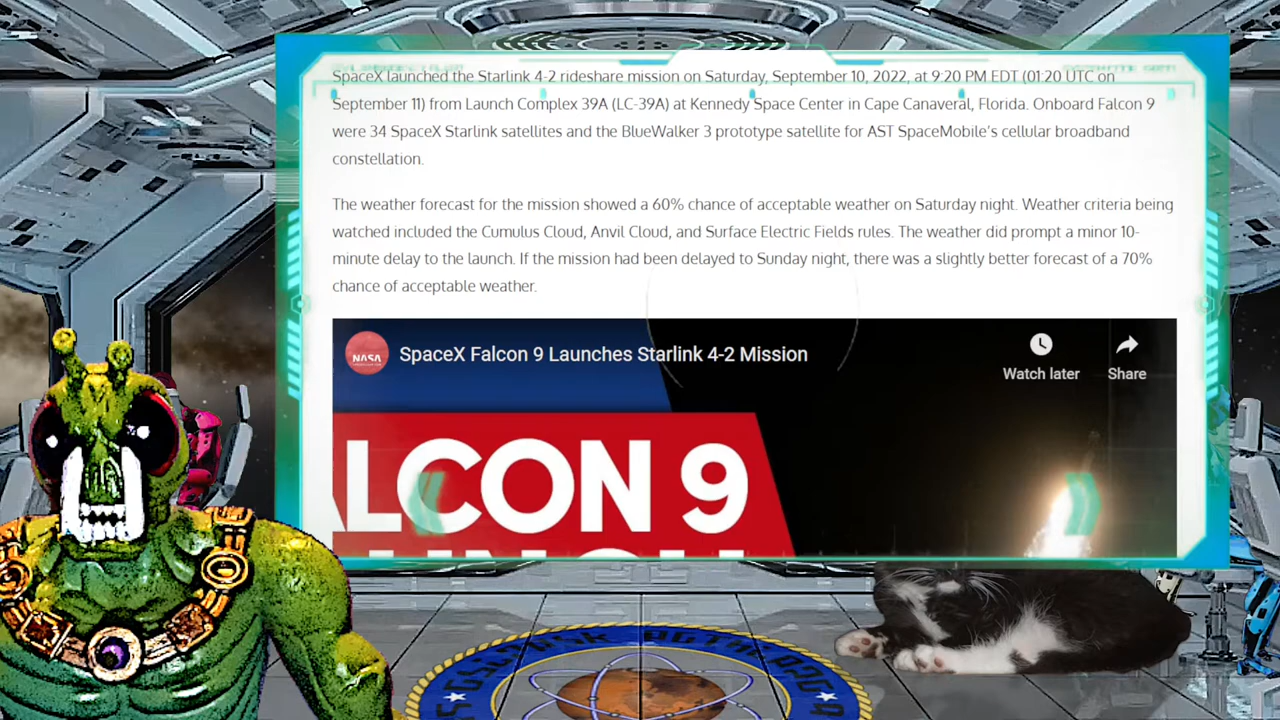 SpaceX launched the Starlink 4-2 rideshare mission on Saturday, September 10, 2022, at 9:20 PM EDT (01:20 UTC on
September 11) from Launch Complex 39A (LC-39A) at Kennedy Space Center in Cape Canaveral, Florida. Onboard Falcon 9
were 34 SpaceX Starlink satellites and the BlueWalker 3 prototype satellite for AST SpaceMobile's cellular broadband
constellation.
The weather forecast for the mission showed a 60% chance of acceptable weather on Saturday night. Weather criteria being
watched included the Cumulus Cloud, Anvil Cloud, and Surface Electric Fields rules. The weather did prompt a minor 10-
minute delay to the launch. If the mission had been delayed to Sunday night, there was a slightly better forecast of a 70%
chance of acceptable weather.
NASA
SpaceX Falcon 9 Launches Starlink 4-2 Mission
Watch later
Share
ALCON 9